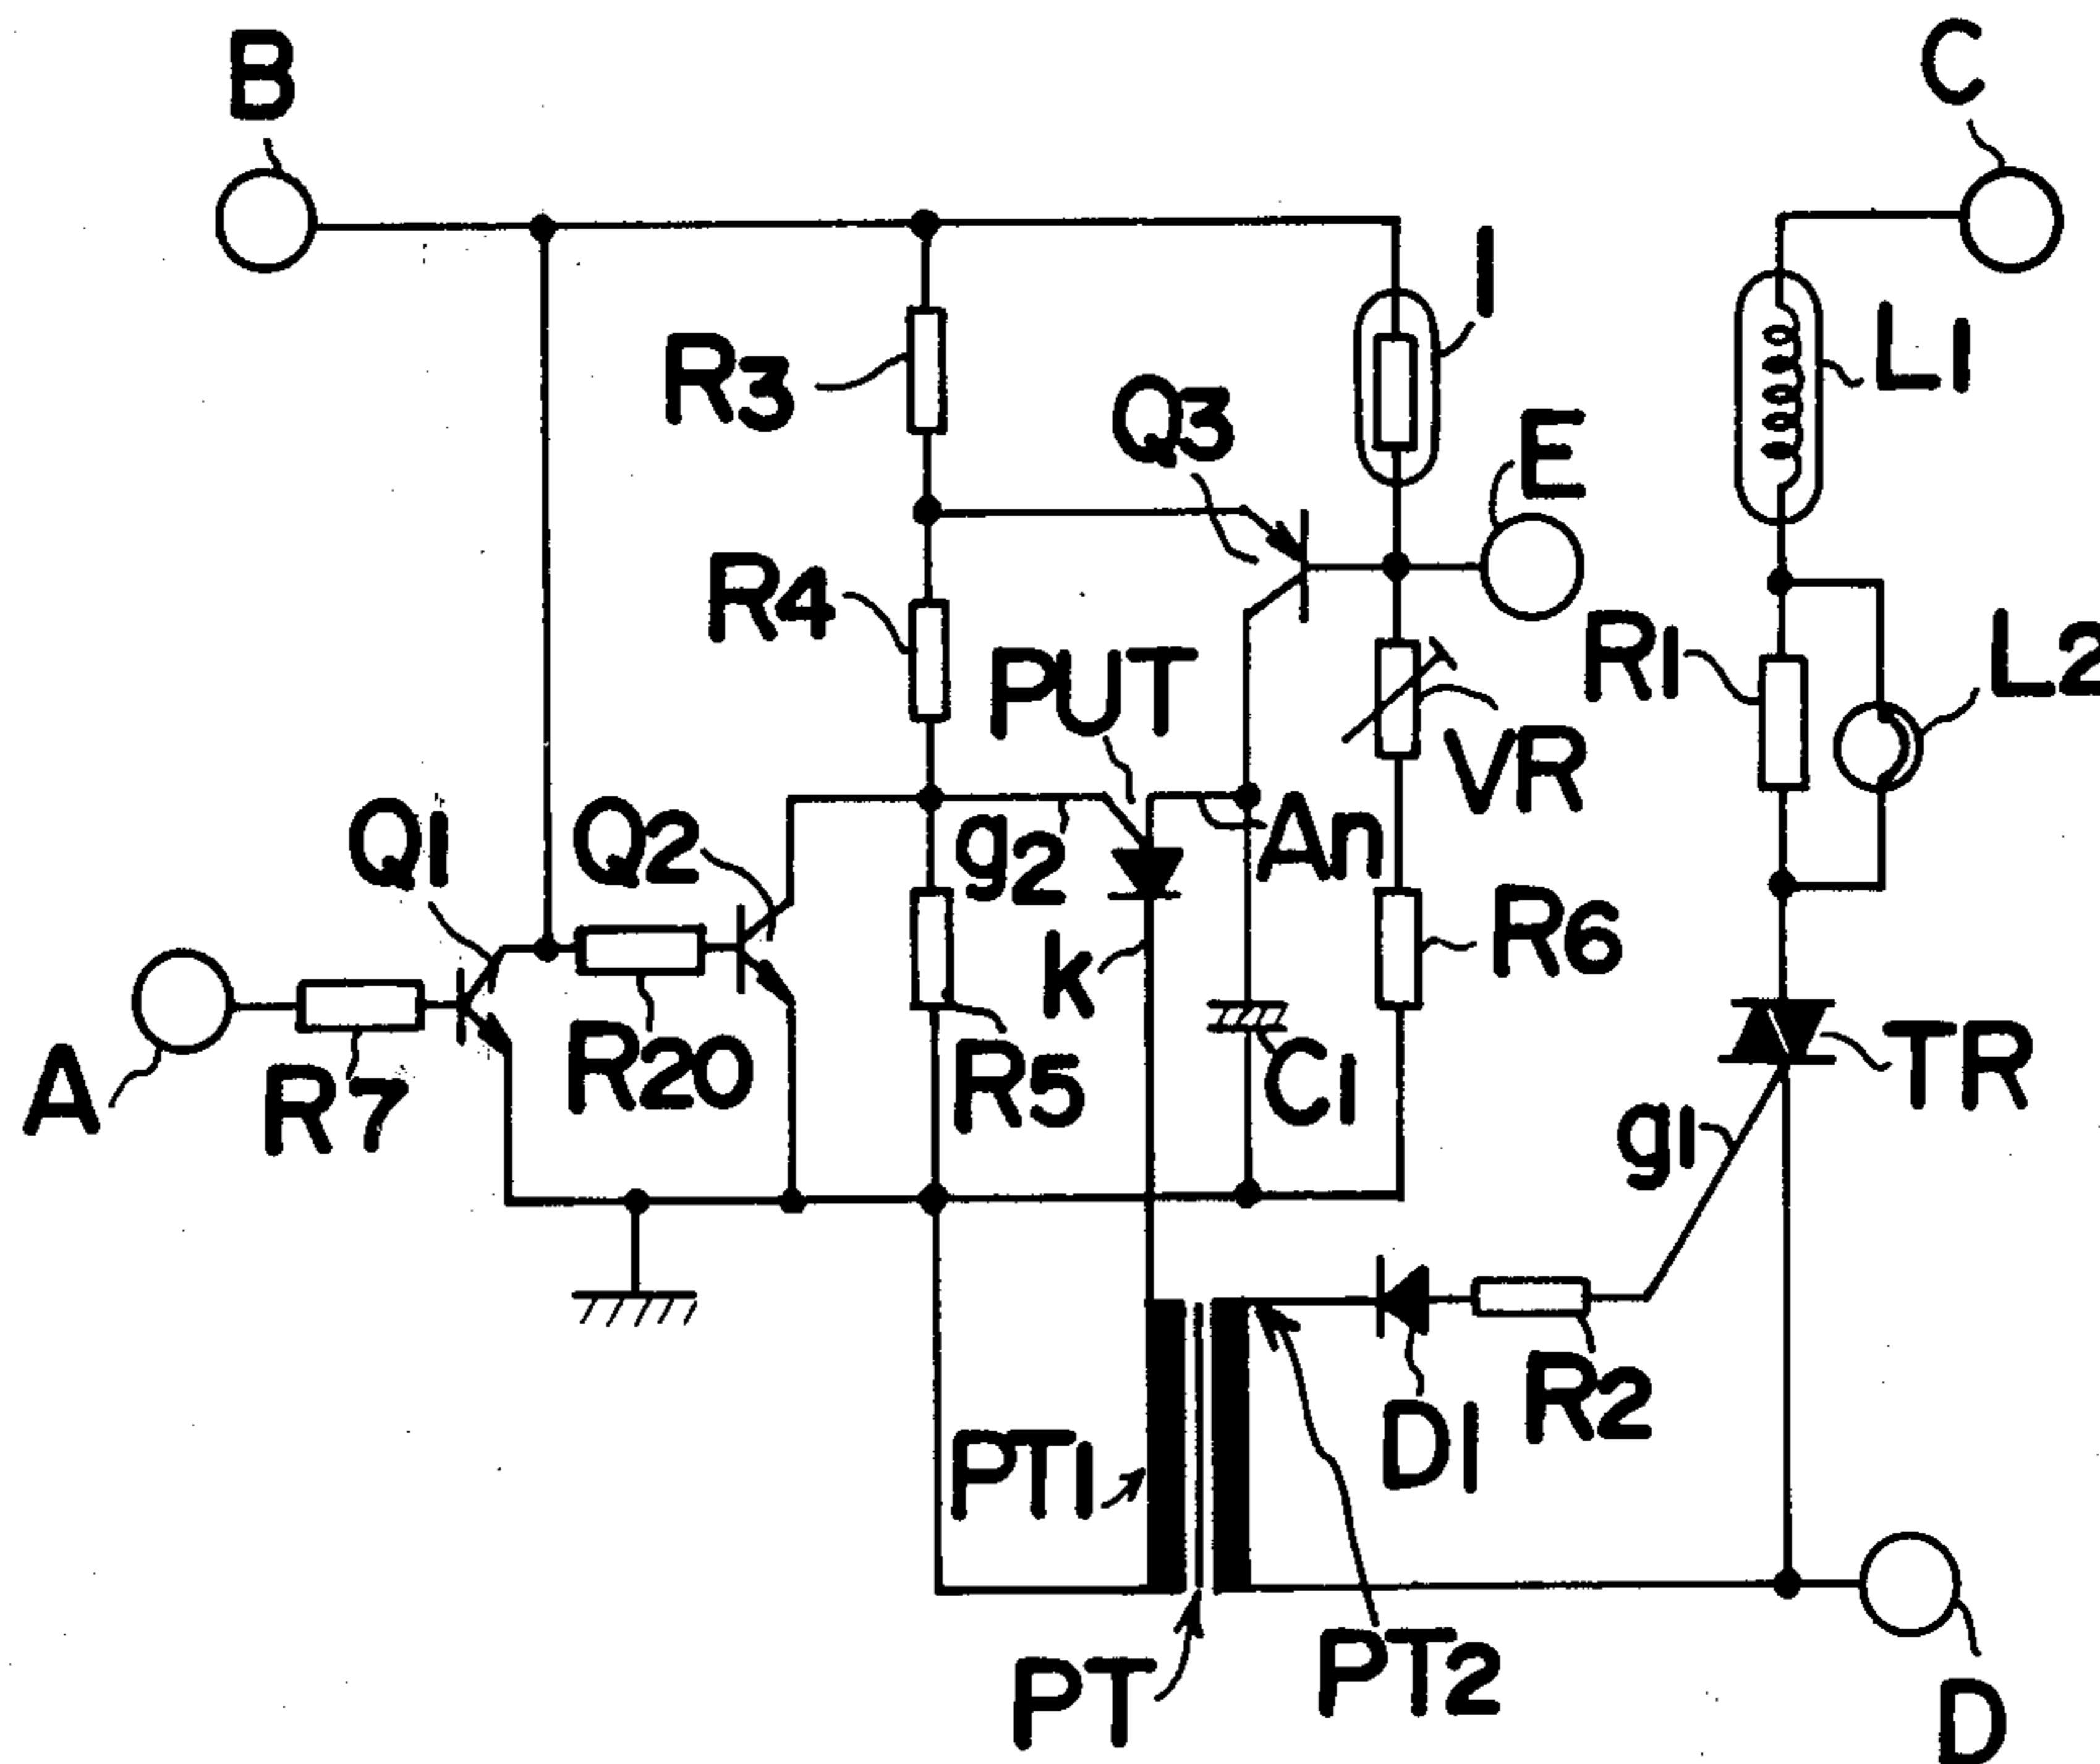 B
C
I
R3
L1
Q3
E
R4
PUT
R1
L2
VR
Q1
Q2
g2
An
k
R6
A
R7
R20
R5
C1
TR
g1
R2
D1
PT1
PT2
PT
D